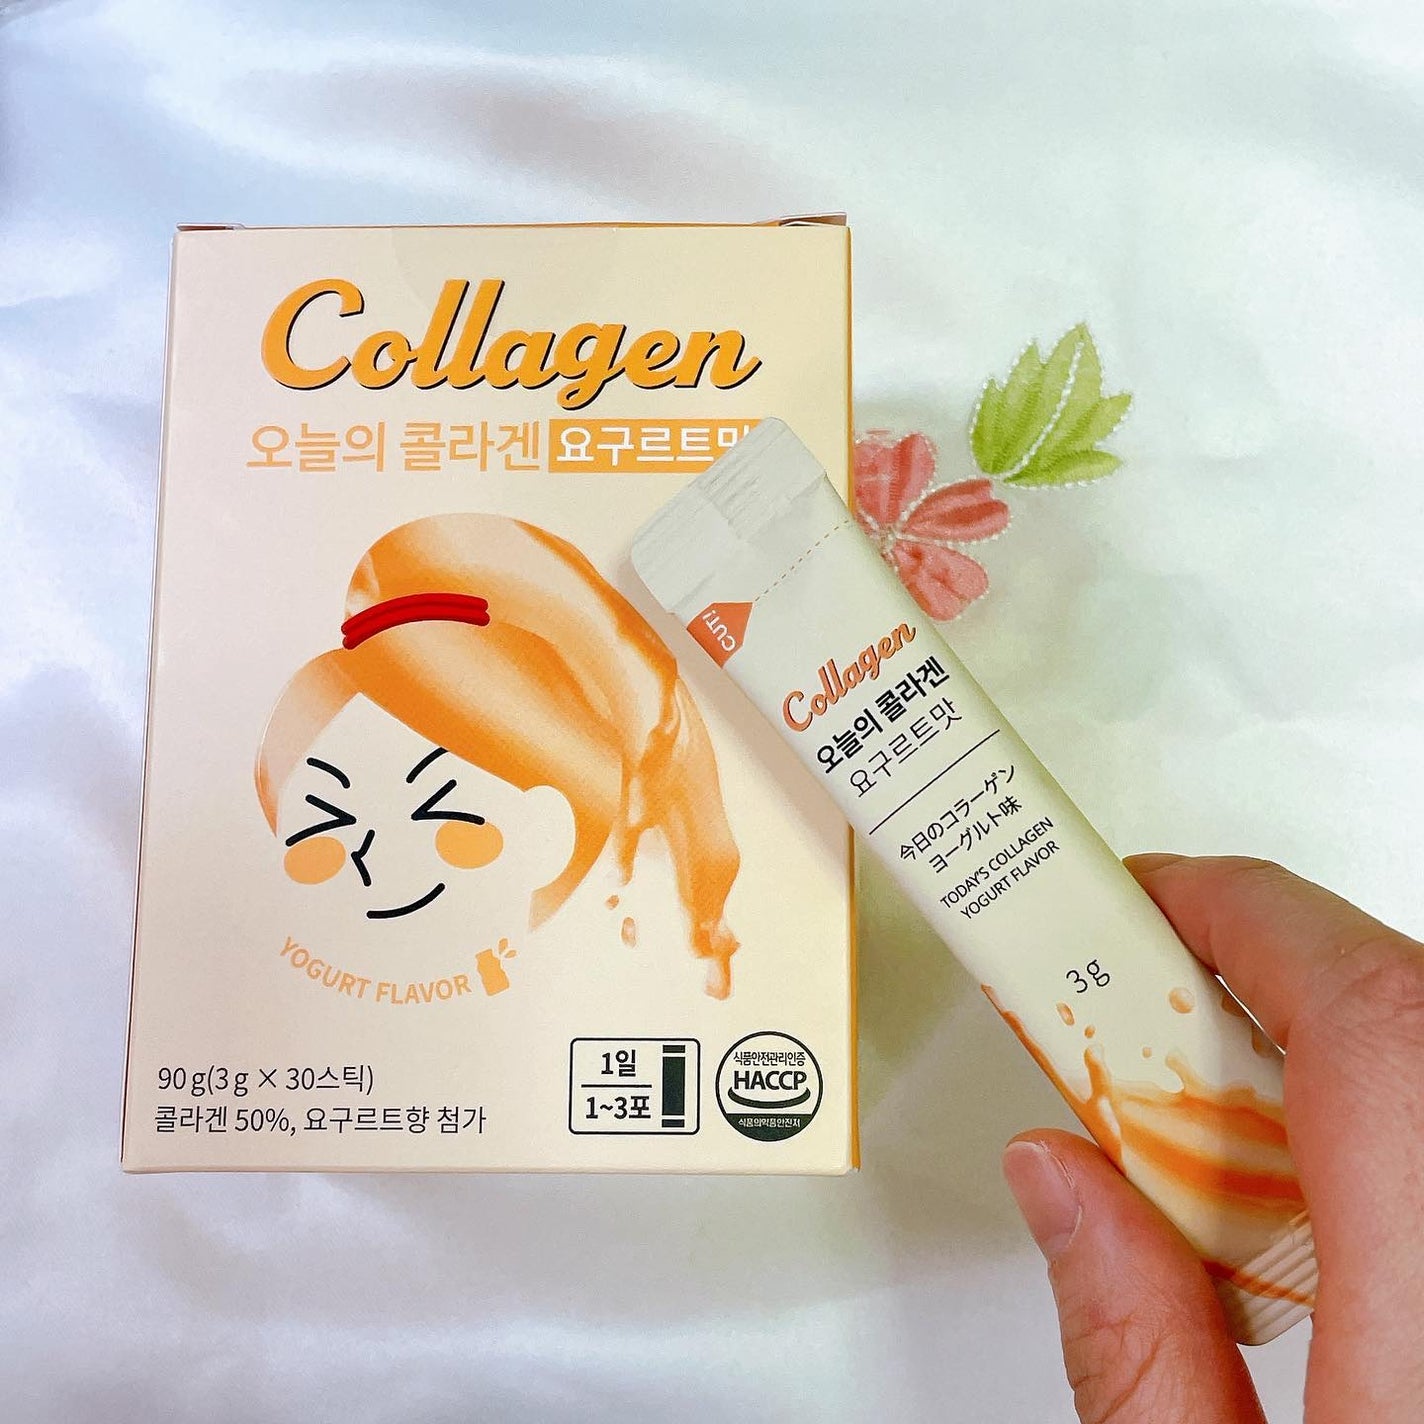 Collagen
오늘의 콜라겐 요구르트맛
YOGURT FLAVOR
90g(3g × 30스틱)
콜라겐 50%, 요구르트향 첨가
1일
1~3포
식품안전관리인증
HACCP
식품의약품안전처
CUT!
Collagen
오늘의 콜라겐
요구르트맛
今日のコラーゲン
ヨーグルト味
TODAY'S COLLAGEN
YOGURT FLAVOR
3g